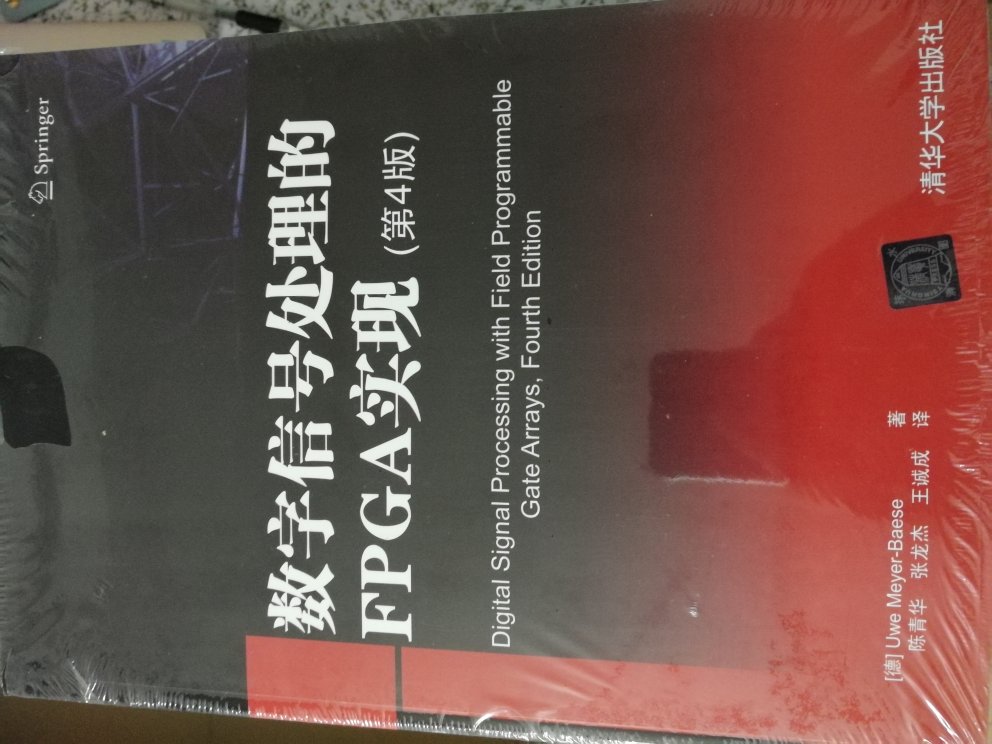 Springer
数字信号处理的
FPGA实现（第4版）
Digital Signal Processing with Field Programmable
Gate Arrays, Fourth Edition
[德] Uwe Meyer-Baese 著
陈青华 张龙杰 王诚成 译
清华大学出版社